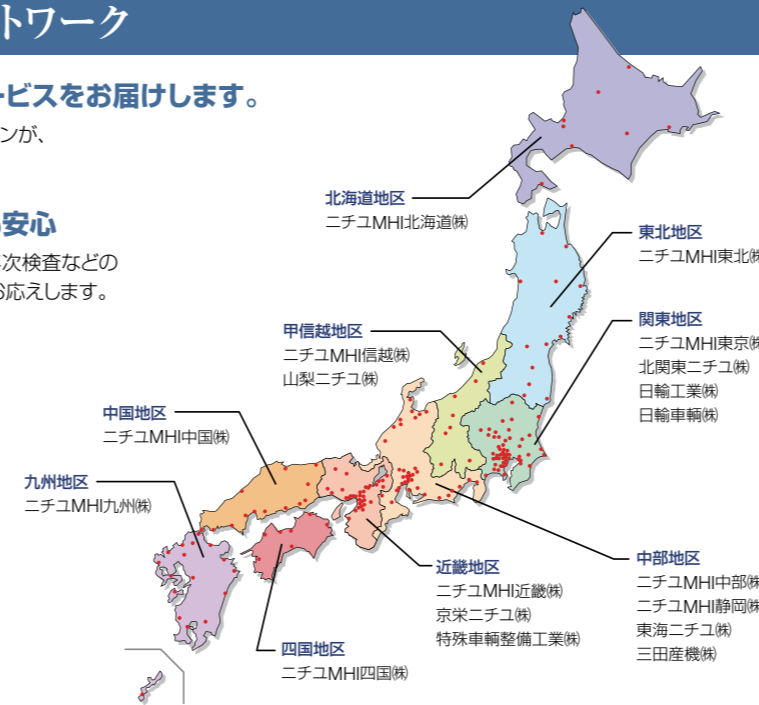 トワーク
ービスをお届けします。
ンが、
安心
次検査などの
応えします。
北海道地区
ニチユMHI北海道㈱
東北地区
ニチユMHI東北㈱
関東地区
ニチユMHI東京㈱
北関東ニチユ㈱
日輸工業㈱
日輸車輌㈱
甲信越地区
ニチユMHI信越㈱
山梨ニチユ㈱
中国地区
ニチユMHI中国㈱
九州地区
ニチユMHI九州㈱
近畿地区
ニチユMHI近畿㈱
京栄ニチユ㈱
特殊車輌整備工業㈱
中部地区
ニチユMHI中部㈱
ニチユMHI静岡㈱
東海ニチユ㈱
三田産機㈱
四国地区
ニチユMHI四国㈱